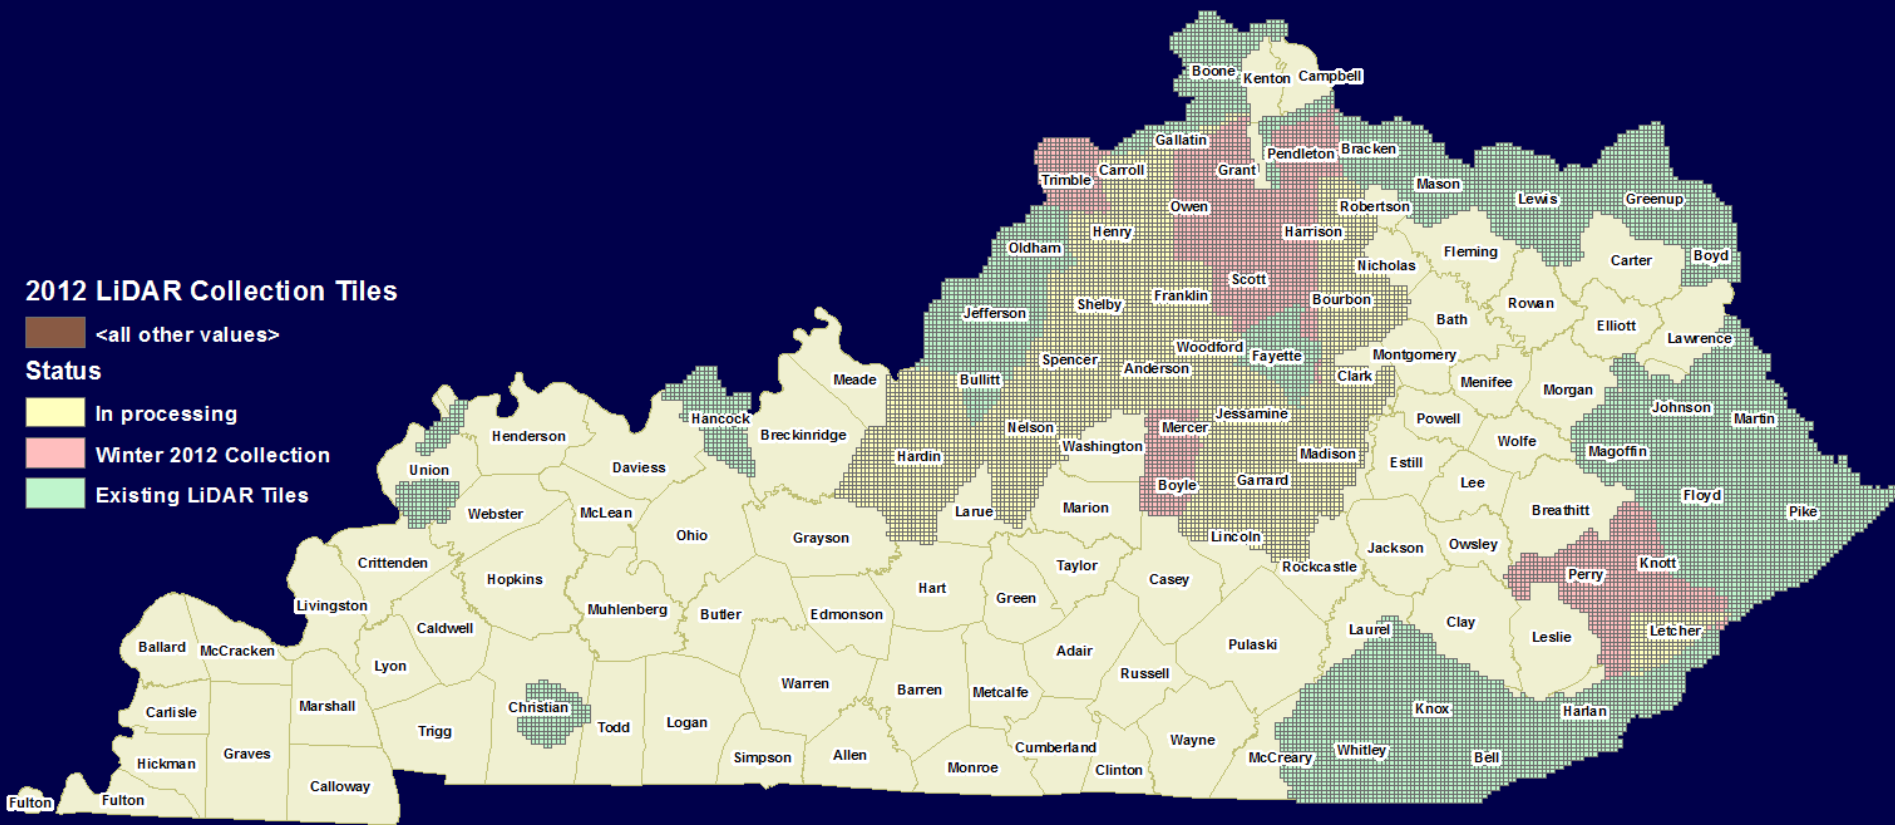 Boone
Kenton
Campbell
Gallatin
Pendleton
Bracken
Trimble
Carroll
Grant
Mason
Owen
Robertson
Lewis
Greenup
Henry
Harrison
Oldham
Fleming
Carter
Boyd
Nicholas
2012 LiDAR Collection Tiles
<all other values>
Status
In processing
Winter 2012 Collection
Existing LiDAR Tiles
Scott
Shelby
Franklin
Bourbon
Rowan
Jefferson
Bath
Elliott
Lawrence
Woodford
Fayette
Montgomery
Spencer
Anderson
Clark
Meade
Bullitt
Menifee
Morgan
Johnson
Martin
Hancock
Jessamine
Powell
Breckinridge
Nelson
Mercer
Henderson
Washington
Wolfe
Magoffin
Hardin
Madison
Union
Daviess
Estill
Boyle
Garrard
Lee
Floyd
Webster
McLean
Larue
Marion
Breathitt
Pike
Ohio
Grayson
Lincoln
Jackson
Owsley
Crittenden
Taylor
Rockcastle
Knott
Hopkins
Casey
Perry
Hart
Green
Livingston
Muhlenberg
Butler
Edmonson
Caldwell
Laurel
Clay
Leslie
Letcher
Ballard
McCracken
Adair
Pulaski
Lyon
Russell
Warren
Barren
Metcalfe
Carlisle
Marshall
Christian
Knox
Harlan
Trigg
Todd
Logan
Graves
Wayne
Cumberland
Hickman
Simpson
Allen
McCreary
Whitley
Bell
Monroe
Clinton
Calloway
Fulton
Fulton